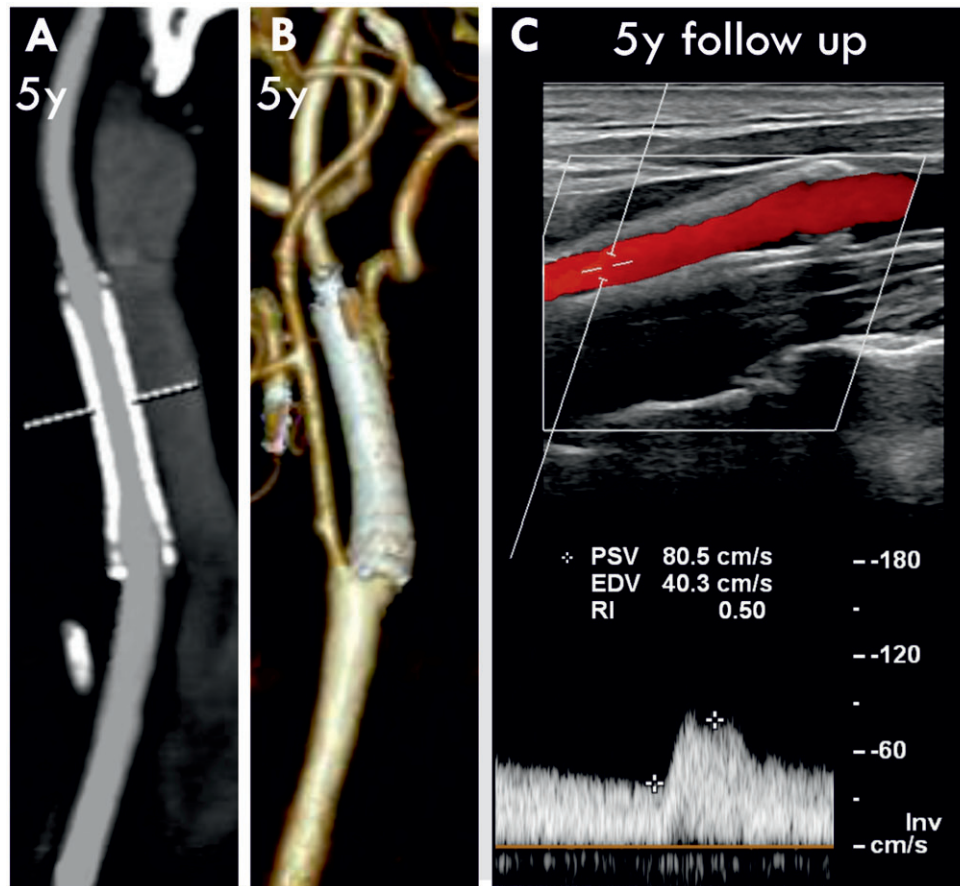 A
5y
B
5y
C 5y follow up
PSV 80.5 cm/s
EDV 40.3 cm/s
RI 0.50
-180
-120
-60
Inv
cm/s